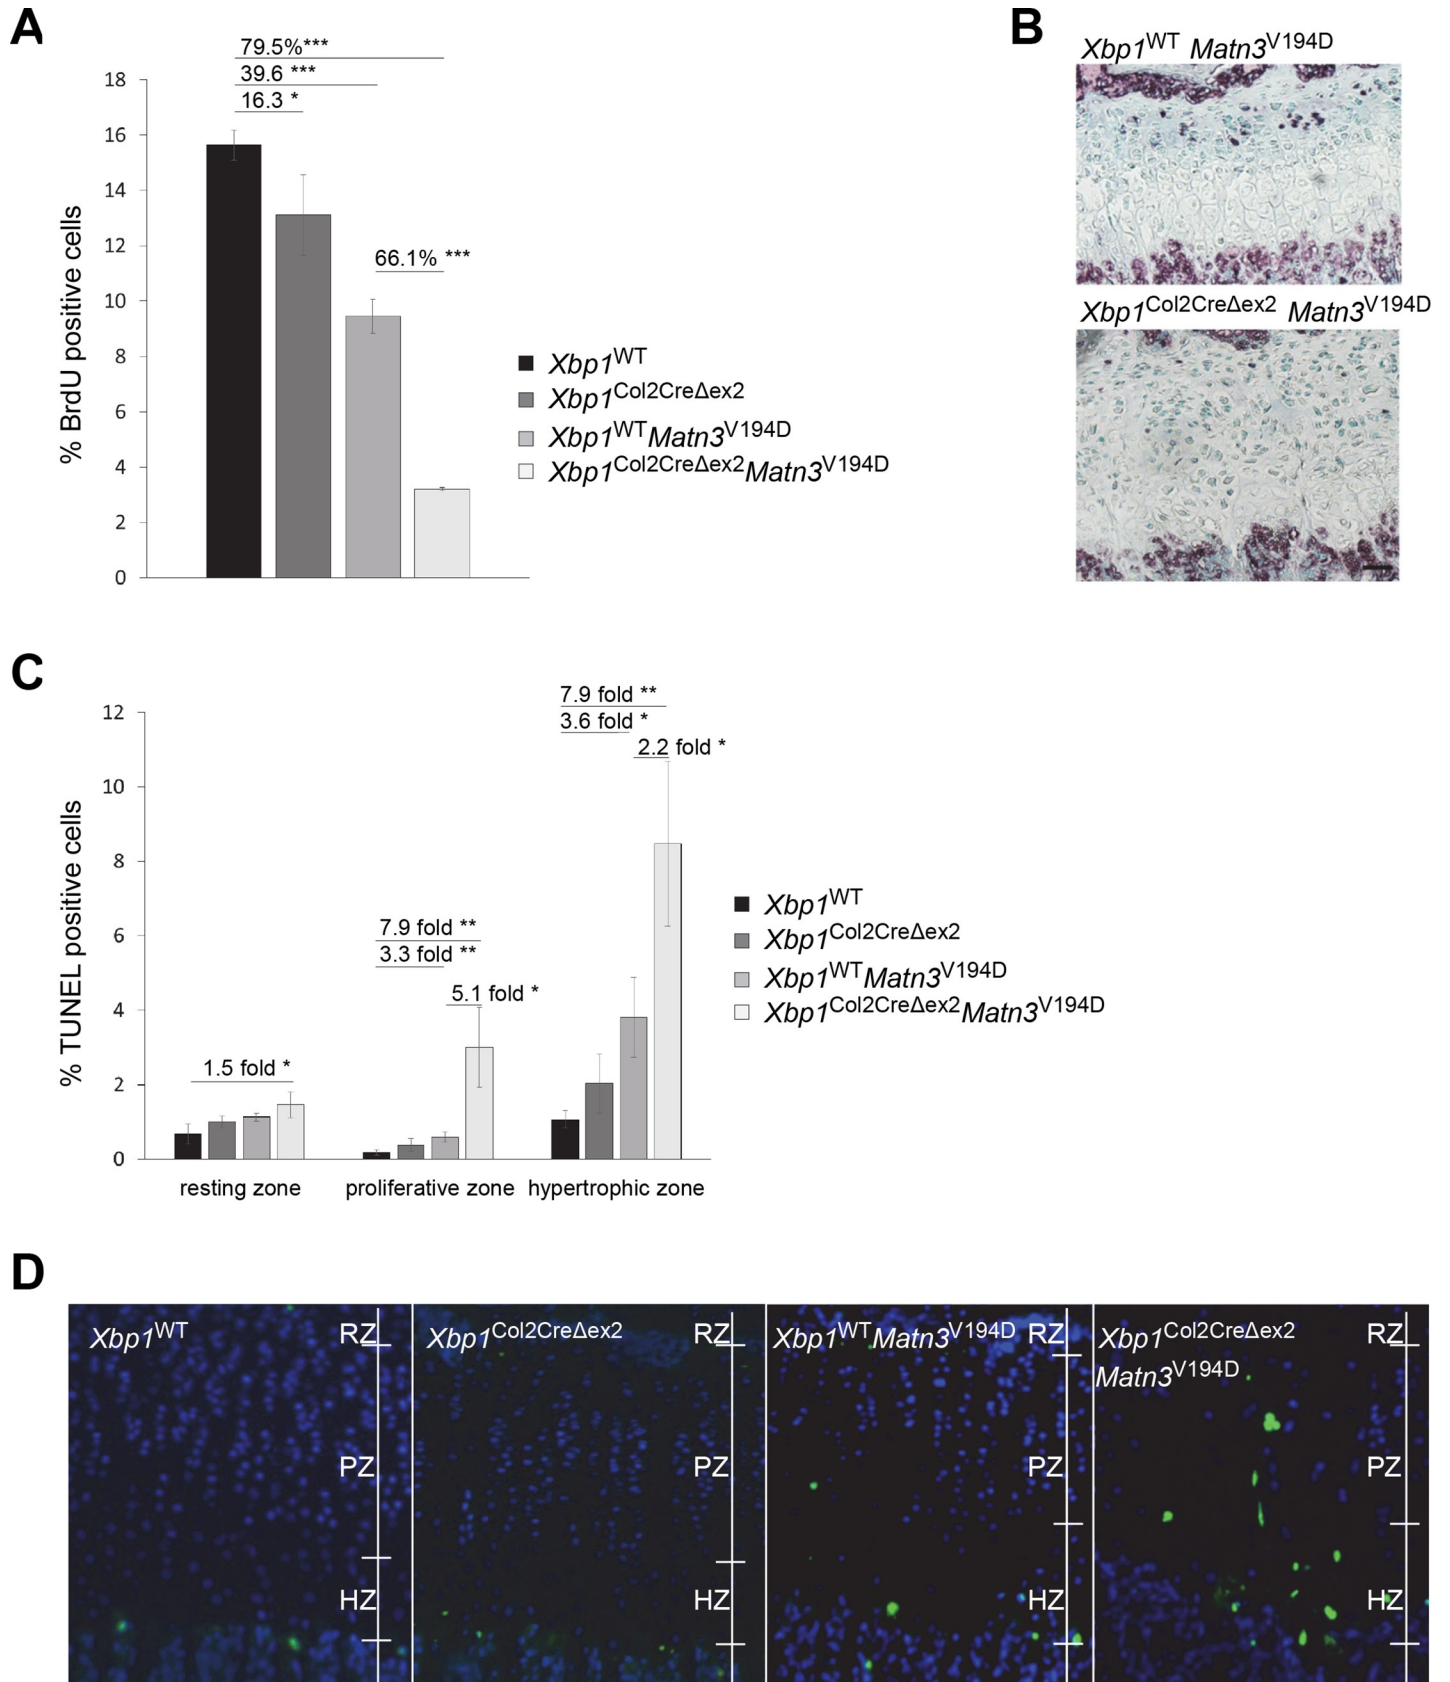 A
79.5%***
39.6 ***
16.3 *
66.1% ***
18
16
14
12
10
8
6
4
2
0
% BrdU positive cells
Xbp1WT
Xbp1Col2CreΔex2
Xbp1WTMatn3V194D
Xbp1Col2CreΔex2Matn3V194D
B
Xbp1WT Matn3V194D
Xbp1Col2CreΔex2 Matn3V194D
C
7.9 fold **
3.6 fold *
2.2 fold *
7.9 fold **
3.3 fold **
5.1 fold *
1.5 fold *
12
10
8
6
4
2
0
% TUNEL positive cells
resting zone proliferative zone hypertrophic zone
Xbp1WT
Xbp1Col2CreΔex2
Xbp1WTMatn3V194D
Xbp1Col2CreΔex2Matn3V194D
D
Xbp1WT
RZ
PZ
HZ
Xbp1Col2CreΔex2
RZ
PZ
HZ
Xbp1WTMatn3V194D
RZ
PZ
HZ
Xbp1Col2CreΔex2
Matn3V194D
RZ
PZ
HZ